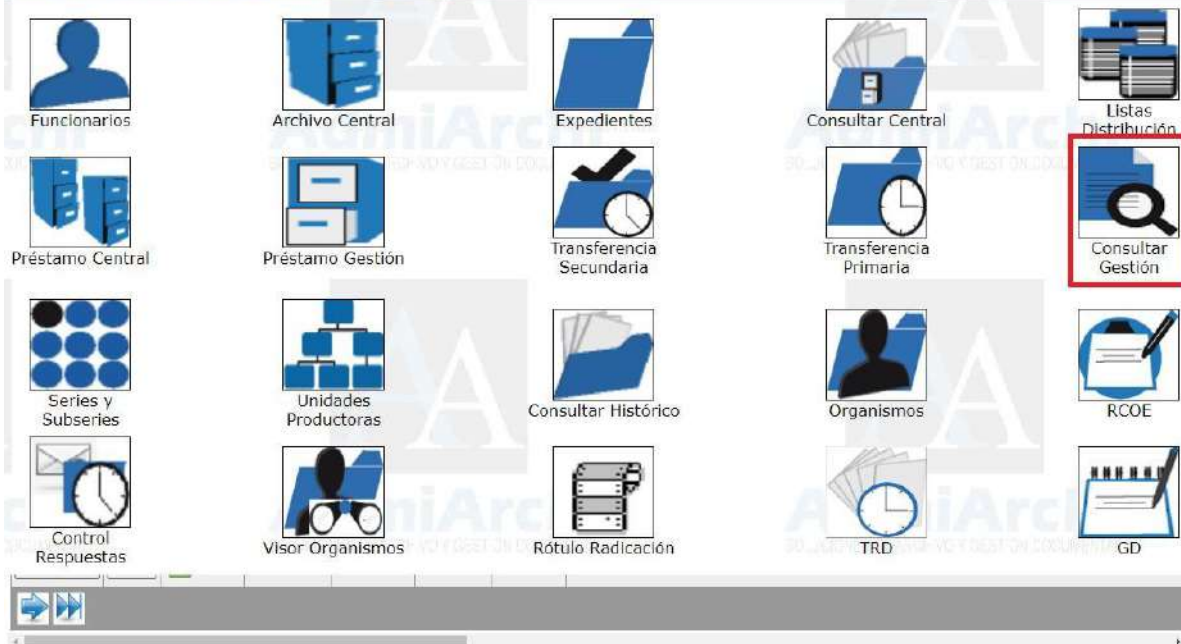 Funcionarios
Archivo Central
Expedientes
Consultar Central
Listas
Distribución
Préstamo Central
Préstamo Gestión
Transferencia
Secundaria
Transferencia
Primaria
Consultar
Gestión
Series y
Subseries
Unidades
Productoras
Consultar Histórico
Organismos
RCOE
Control
Respuestas
Visor Organismos
Rótulo Radicación
TRD
GD
AdmiArchi